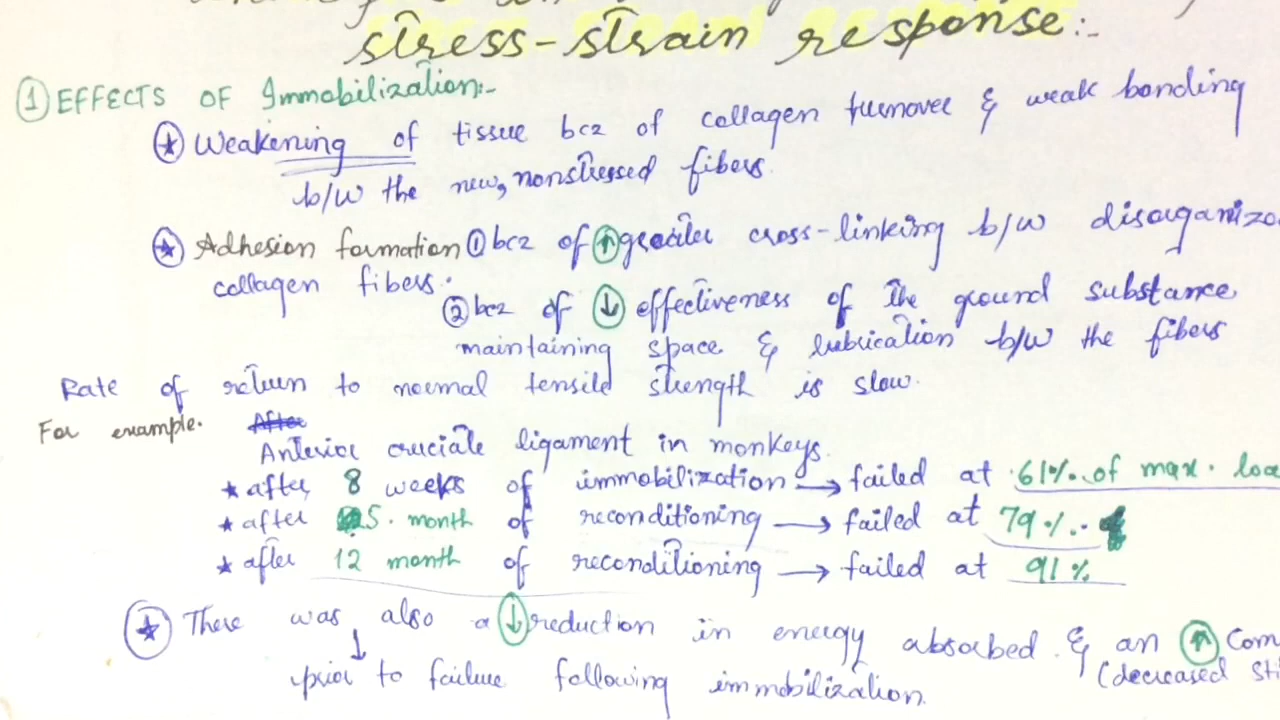 stress-strain response:-
① EFFECTS OF Immobilization:-
Weakening of tissue bcz of collagen turnover & weak bonding
b/w the new, nonstressed fibers.
Adhesion formation ① bcz of ↑ greater cross-linking b/w disorganize
collagen fibers.
② bcz of ↓ effectiveness of the ground substance
maintaining space & lubrication b/w the fibers
Rate of return to normal tensile strength is slow.
For example. After
Anterior cruciate ligament in monkeys.
★ after 8 weeks of immobilization → failed at 61% of max. loa
★ after 5 month of reconditioning → failed at 79%.
★ after 12 month of reconditioning → failed at 91%
There was also a ↓ reduction in energy absorbed & an ↑ Com
prior to failure following immobilization. (decreased sti